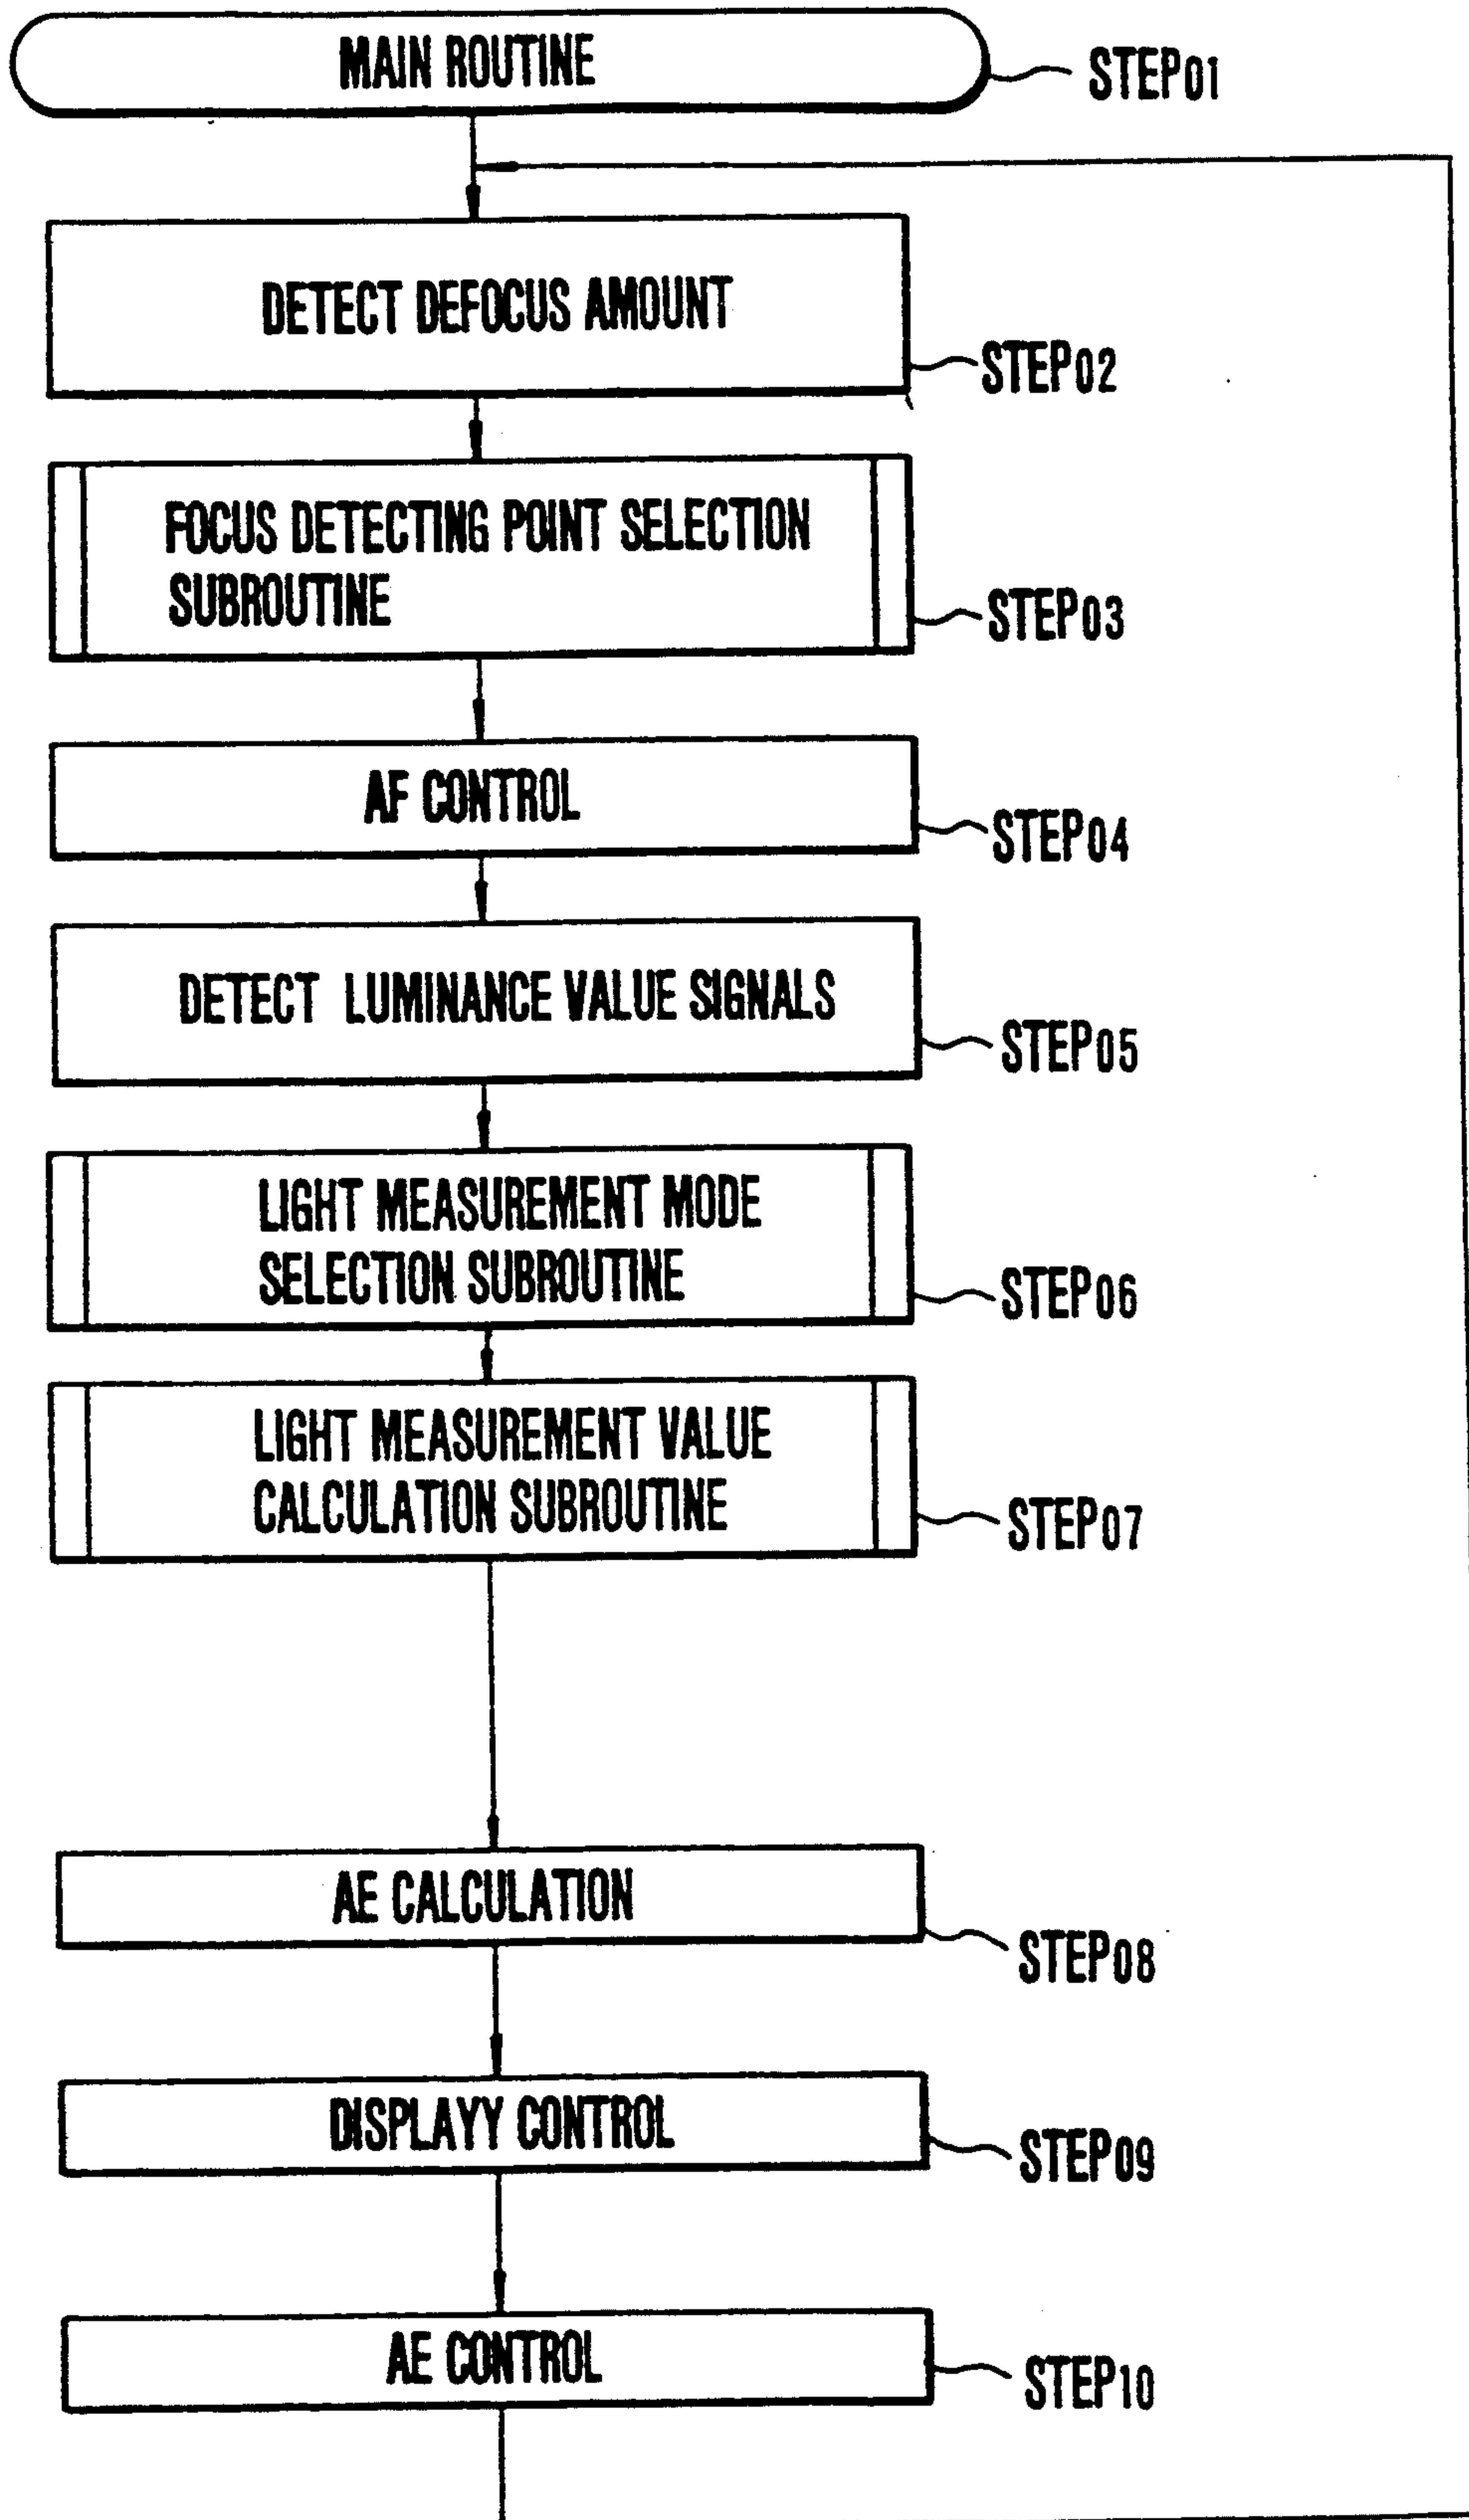 MAIN ROUTINE
STEP01
DETECT DEFOCUS AMOUNT
STEP02
FOCUS DETECTING POINT SELECTION
SUBROUTINE
STEP03
AF CONTROL
STEP04
DETECT LUMINANCE VALUE SIGNALS
STEP05
LIGHT MEASUREMENT MODE
SELECTION SUBROUTINE
STEP06
LIGHT MEASUREMENT VALUE
CALCULATION SUBROUTINE
STEP07
AE CALCULATION
STEP08
DISPLAYY CONTROL
STEP09
AE CONTROL
STEP10